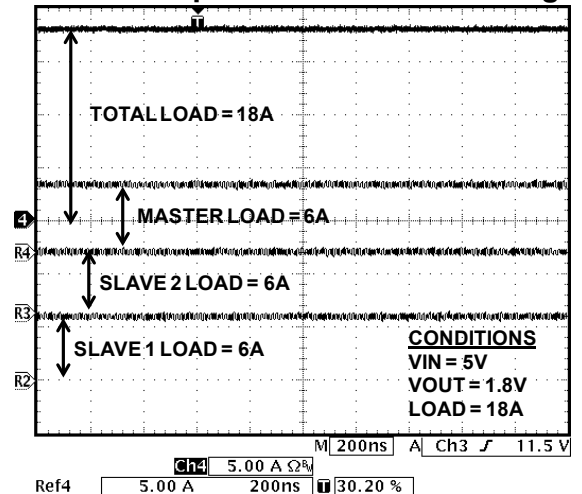 T
TOTAL LOAD = 18A
4
MASTER LOAD = 6A
R4
SLAVE 2 LOAD = 6A
R3
SLAVE 1 LOAD = 6A
R2
CONDITIONS
VIN = 5V
VOUT = 1.8V
LOAD = 18A
M 200ns A Ch3 ƒ 11.5 V
Ch4 5.00 A Ω
Ref4 5.00 A 200ns T 30.20 %